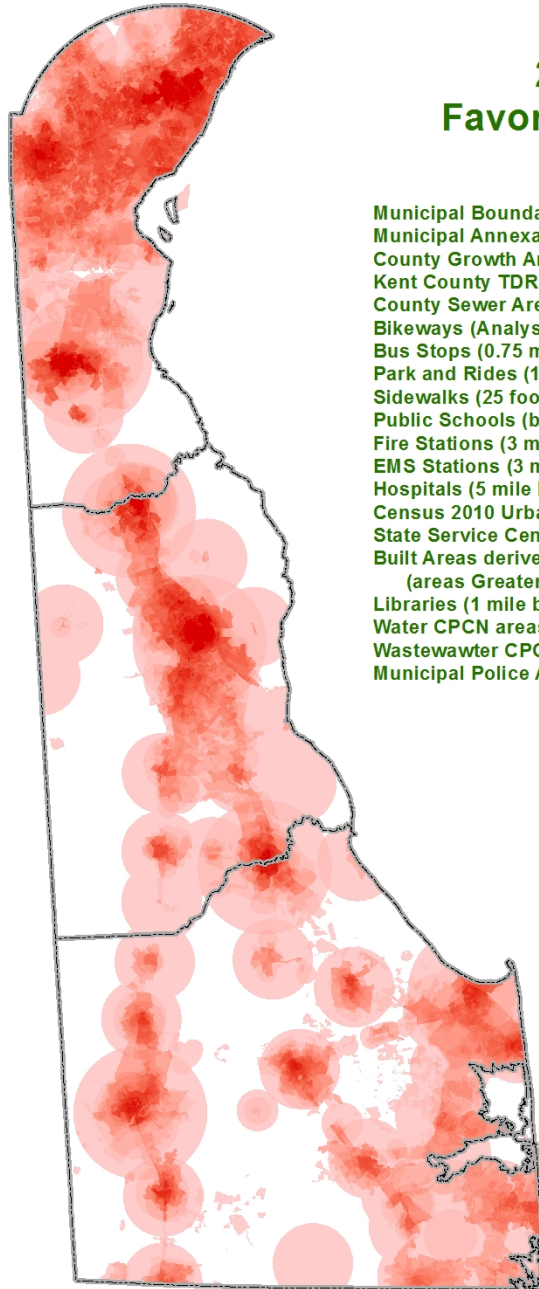 2
Favor
Municipal Bounda
Municipal Annexa
County Growth Ar
Kent County TDR
County Sewer Are
Bikeways (Analys
Bus Stops (0.75 m
Park and Rides (1
Sidewalks (25 foo
Public Schools (b
Fire Stations (3 m
EMS Stations (3 m
Hospitals (5 mile
Census 2010 Urba
State Service Cen
Built Areas derive
(areas Greater
Libraries (1 mile b
Water CPCN areas
Wastewawter CPC
Municipal Police A